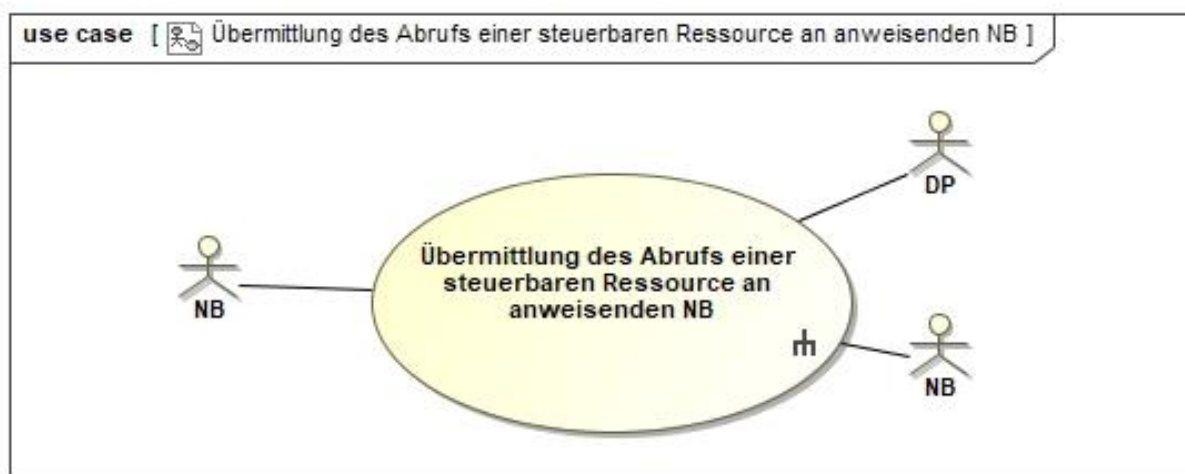 use case [ Übermittlung des Abrufs einer steuerbaren Ressource an anweisenden NB ]
DP
Übermittlung des Abrufs einer
steuerbaren Ressource an
anweisenden NB
NB
NB